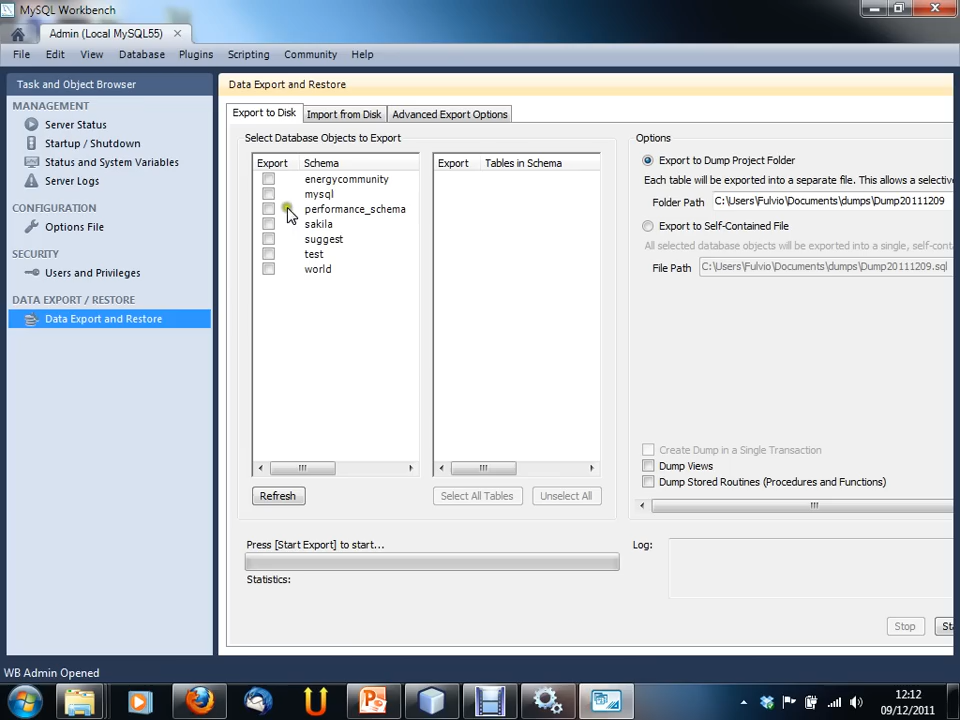 MySQL Workbench
Admin (Local MySQL55)
File Edit View Database Plugins Scripting Community Help
Task and Object Browser
MANAGEMENT
Server Status
Startup / Shutdown
Status and System Variables
Server Logs
CONFIGURATION
Options File
SECURITY
Users and Privileges
DATA EXPORT / RESTORE
Data Export and Restore
Data Export and Restore
Export to Disk Import from Disk Advanced Export Options
Select Database Objects to Export
Export Schema
energycommunity
mysql
performance_schema
sakila
suggest
test
world
Refresh
Export Tables in Schema
Select All Tables Unselect All
Options
Export to Dump Project Folder
Each table will be exported into a separate file. This allows a selective
Folder Path C:\Users\Fulvio\Documents\dumps\Dump20111209
Export to Self-Contained File
All selected database objects will be exported into a single, self-cont
File Path C:\Users\Fulvio\Documents\dumps\Dump20111209.sql
Create Dump in a Single Transaction
Dump Views
Dump Stored Routines (Procedures and Functions)
Press [Start Export] to start...
Statistics:
Log:
Stop Sta
WB Admin Opened
12:12
09/12/2011